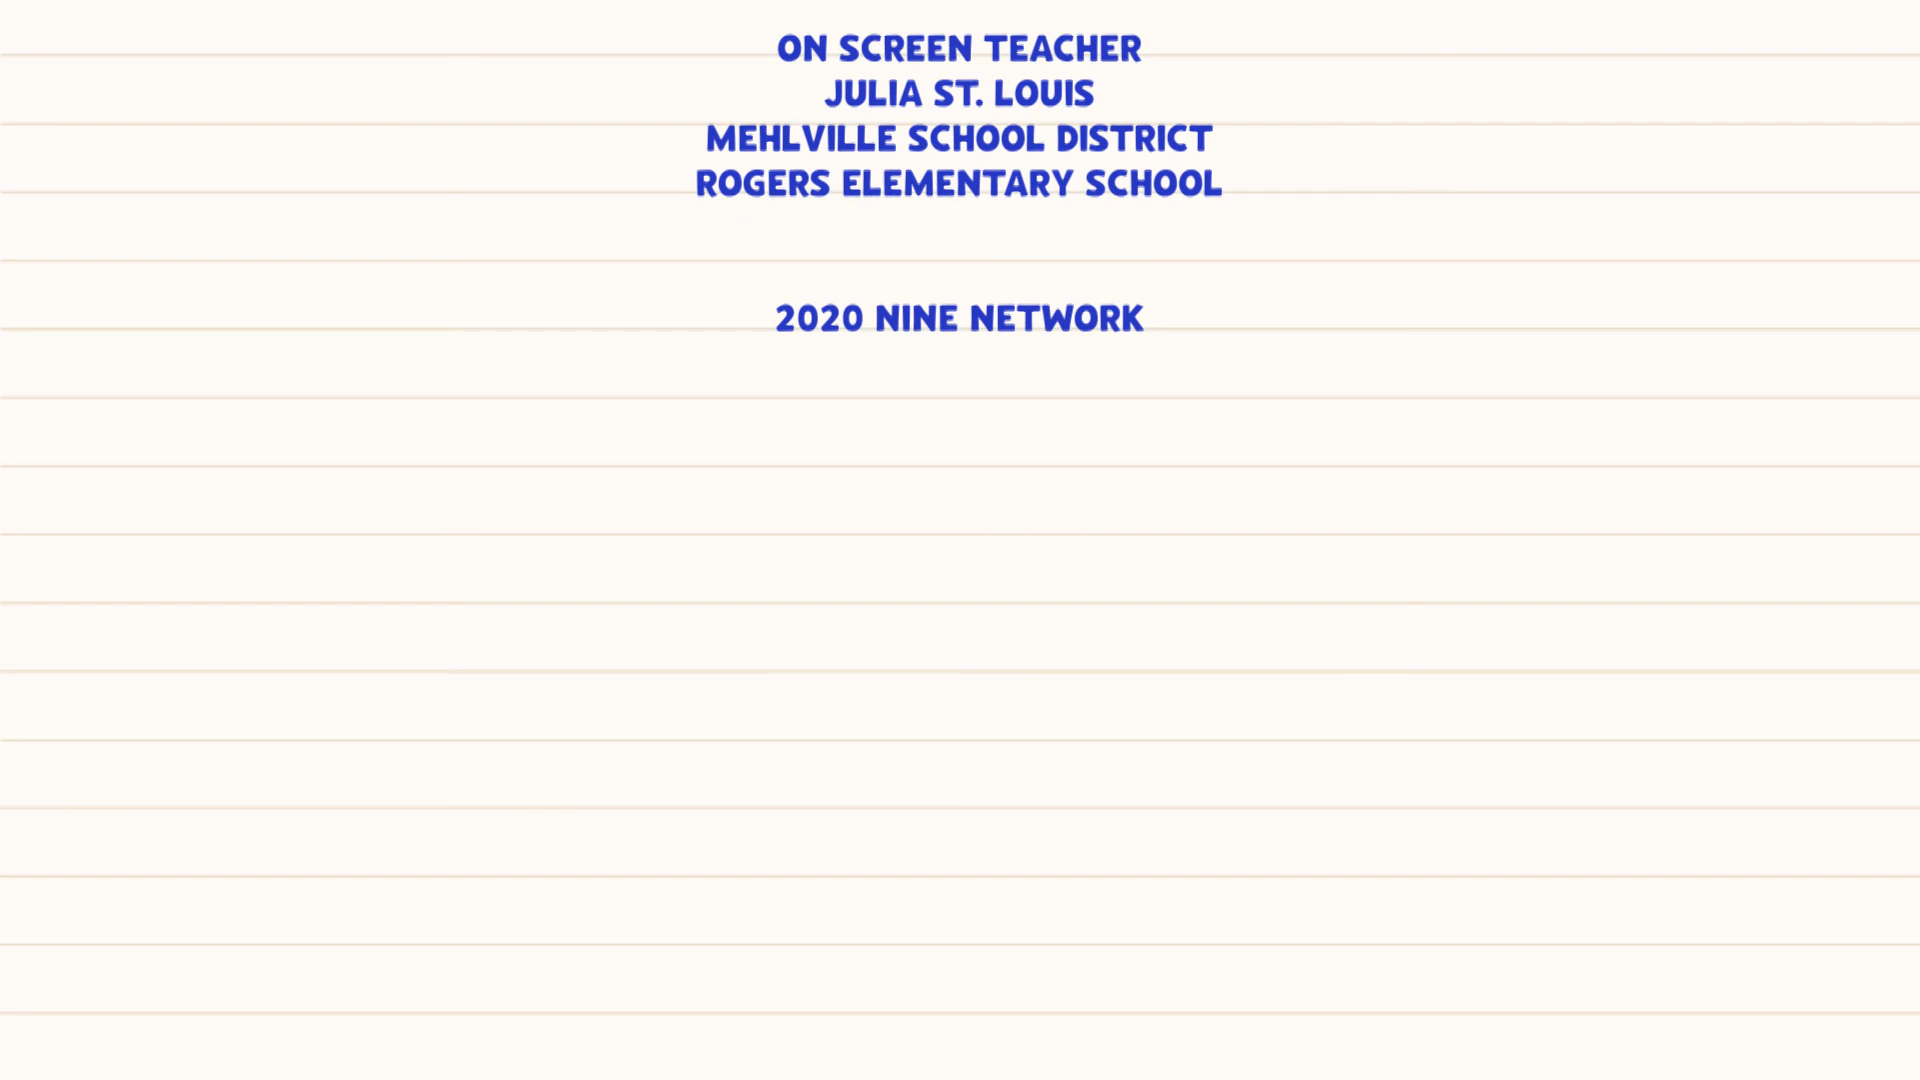 ON SCREEN TEACHER
JULIA ST. LOUIS
MEHLVILLE SCHOOL DISTRICT
ROGERS ELEMENTARY SCHOOL
2020 NINE NETWORK